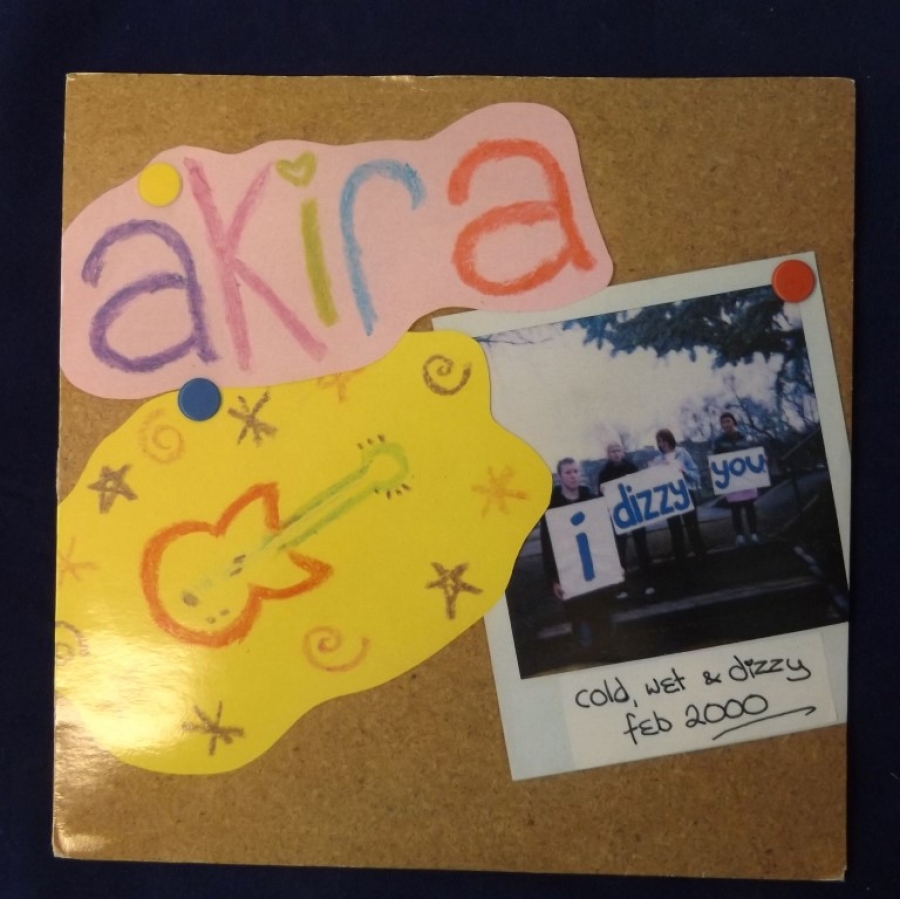 akira
i dizzy you
cold, wet & dizzy
feb 2000